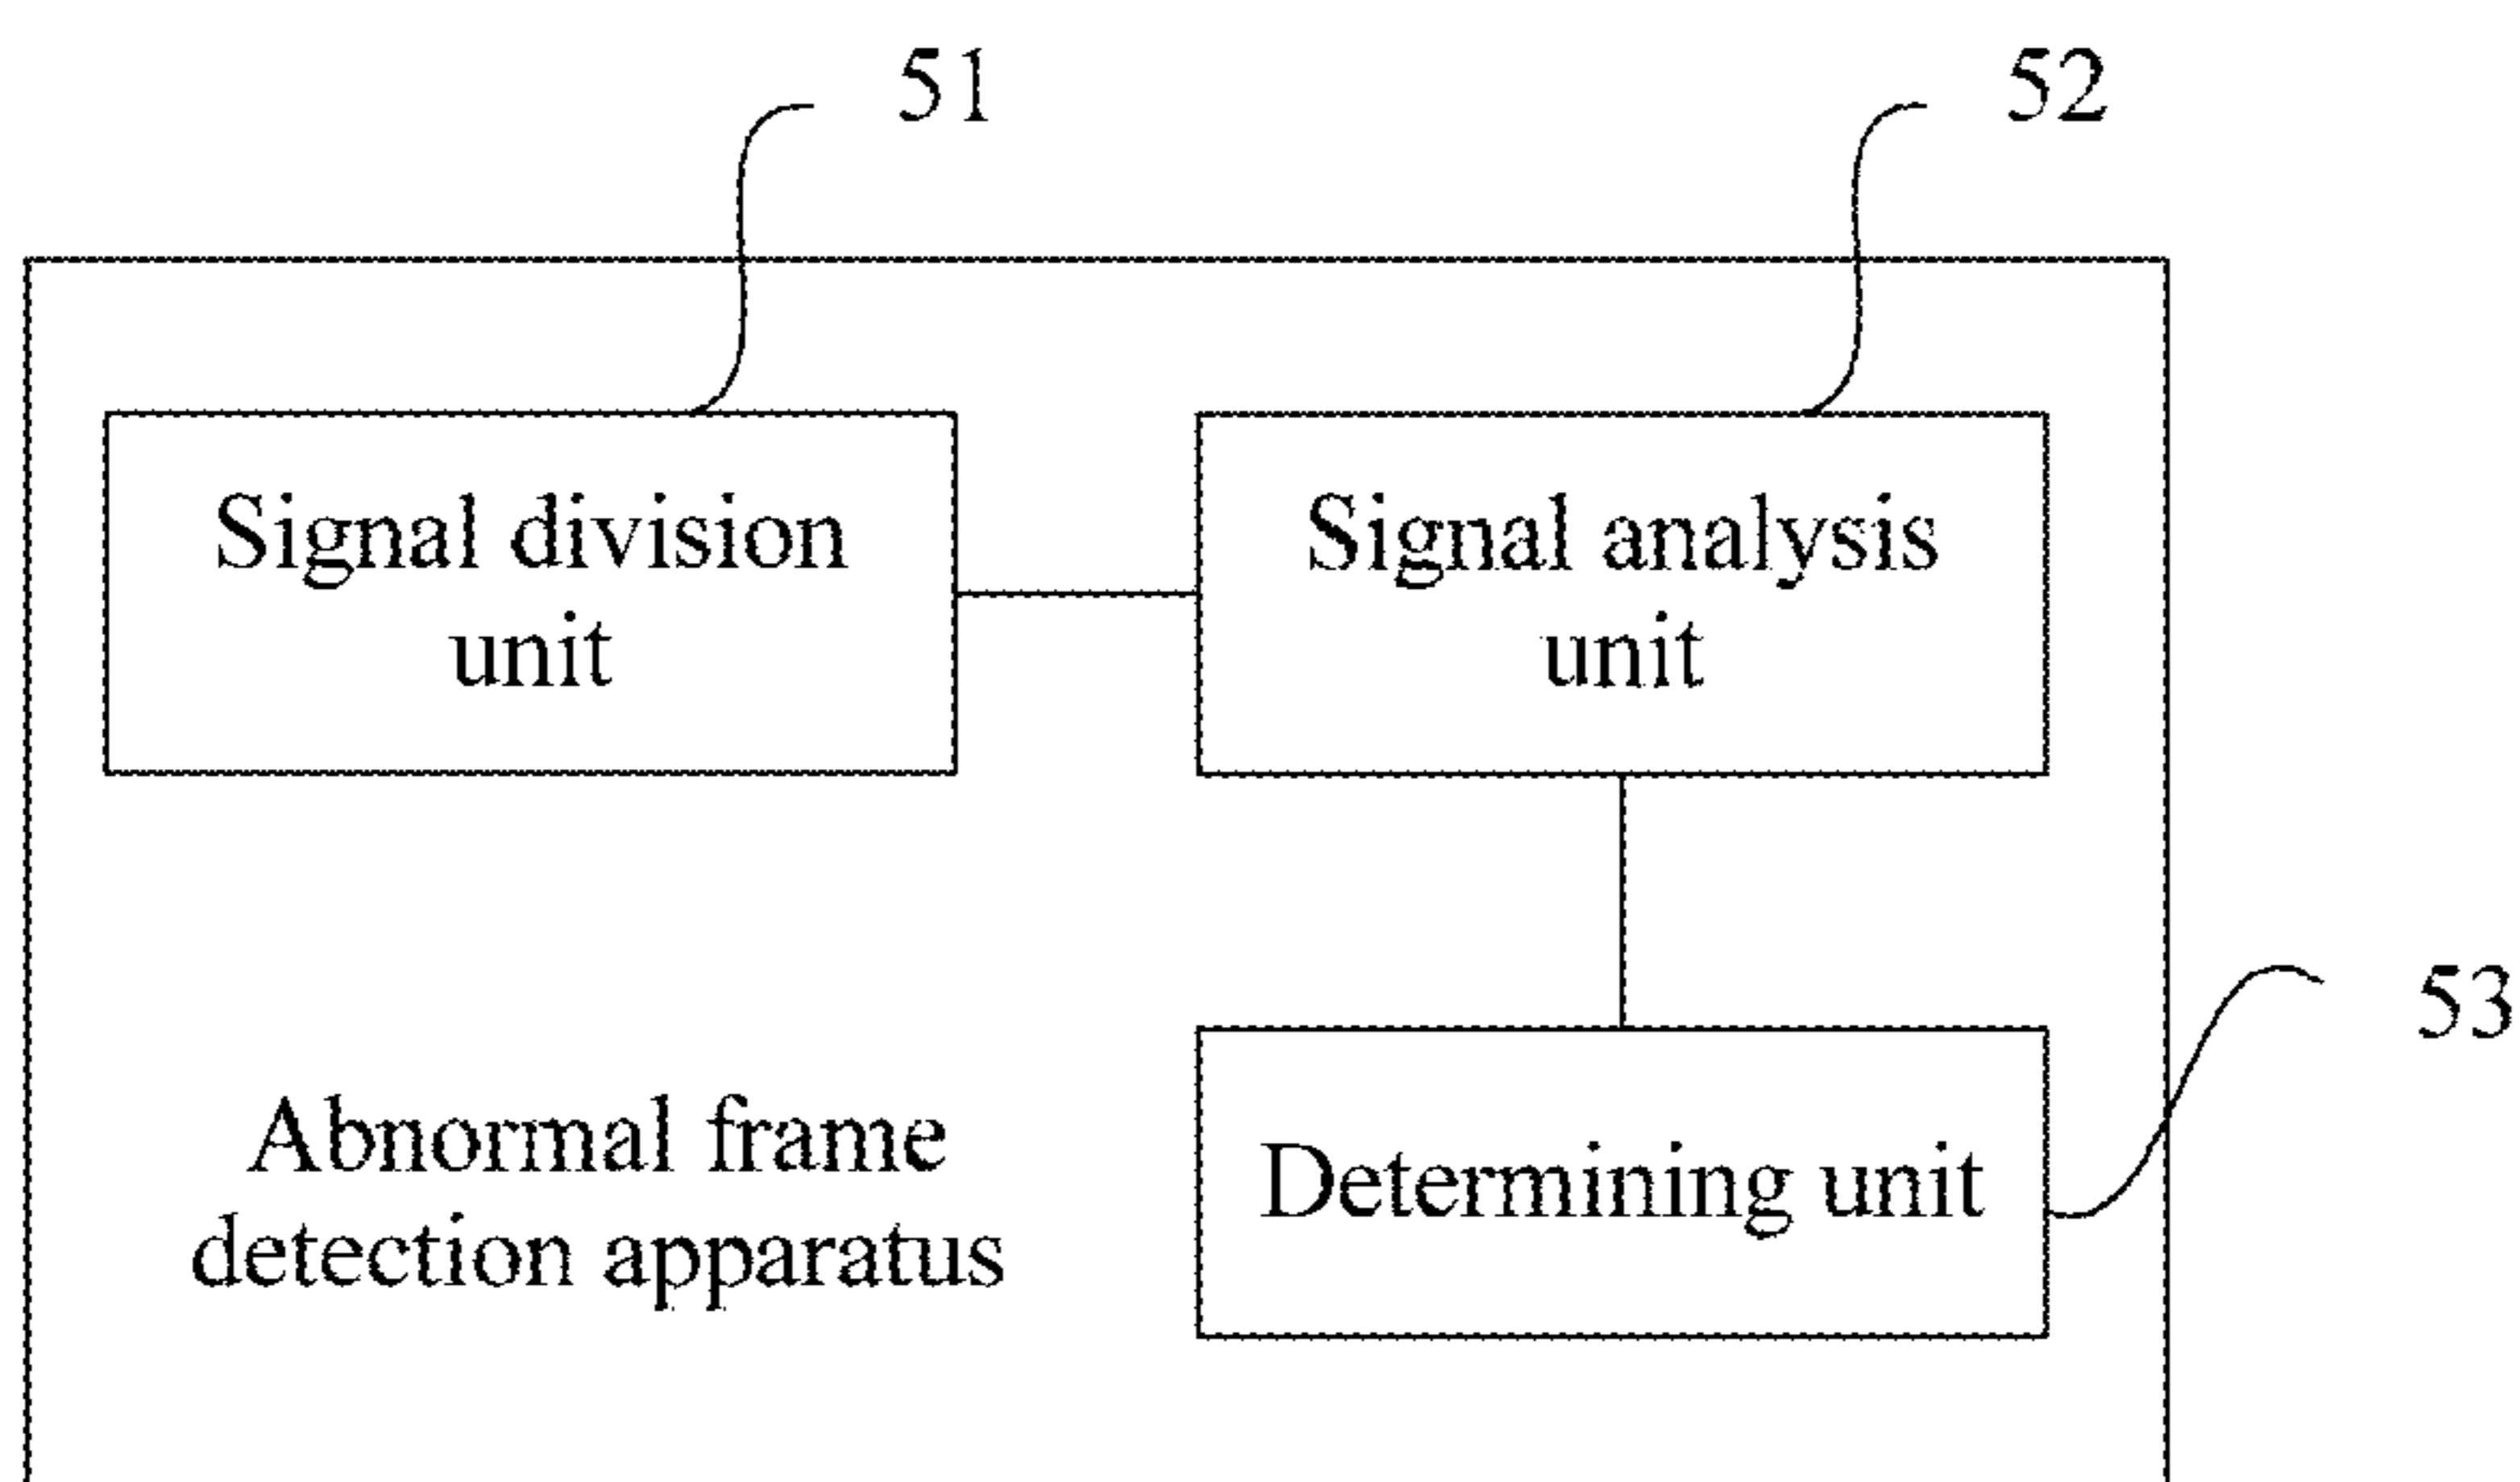 51
52
Signal division
unit
Signal analysis
unit
53
Abnormal frame
detection apparatus
Determining unit